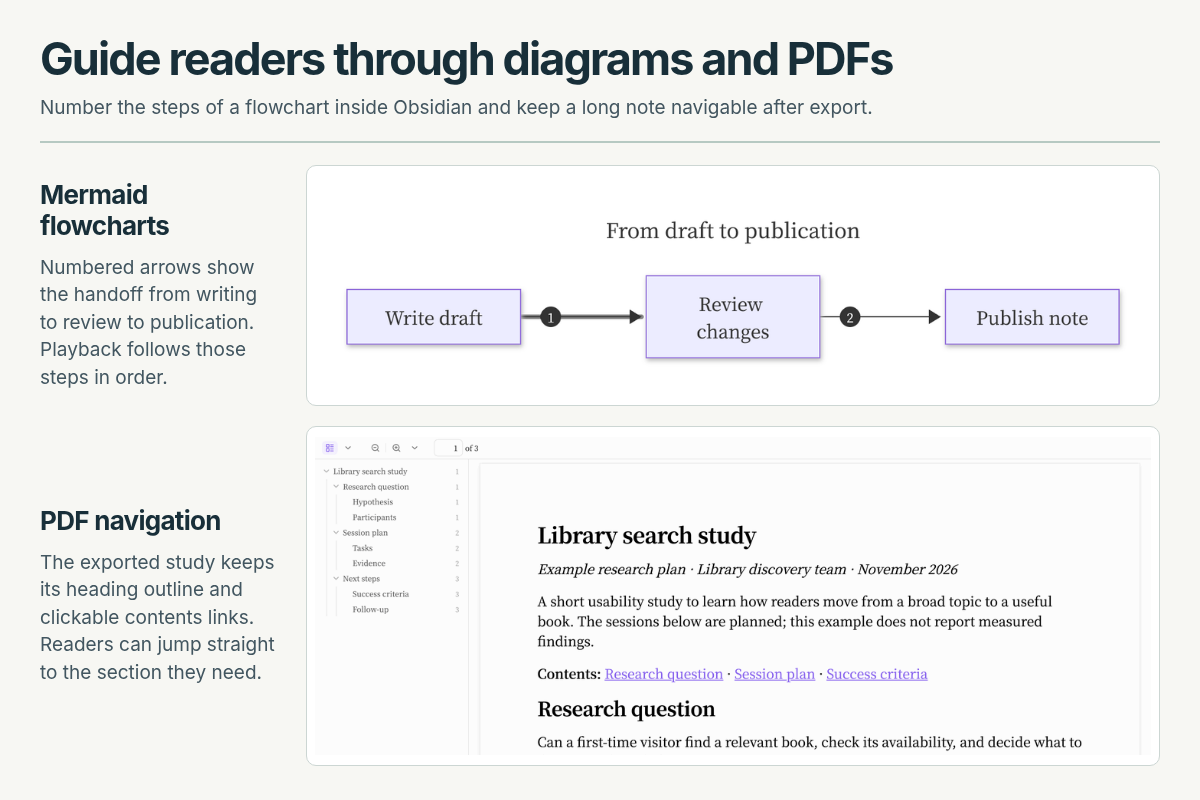 Guide readers through diagrams and PDFs
Number the steps of a flowchart inside Obsidian and keep a long note navigable after export.
Mermaid
flowcharts
Numbered arrows show
the handoff from writing
to review to publication.
Playback follows those
steps in order.
From draft to publication
Write draft
1
Review
changes
2
Publish note
PDF navigation
The exported study keeps
its heading outline and
clickable contents links.
Readers can jump straight
to the section they need.
1 of 3
Library search study 1
Research question 1
Hypothesis 1
Participants 1
Session plan 2
Tasks 2
Evidence 2
Next steps 3
Success criteria 3
Follow-up 3
Library search study
Example research plan · Library discovery team · November 2026
A short usability study to learn how readers move from a broad topic to a useful
book. The sessions below are planned; this example does not report measured
findings.
Contents: Research question · Session plan · Success criteria
Research question
Can a first-time visitor find a relevant book, check its availability, and decide what to